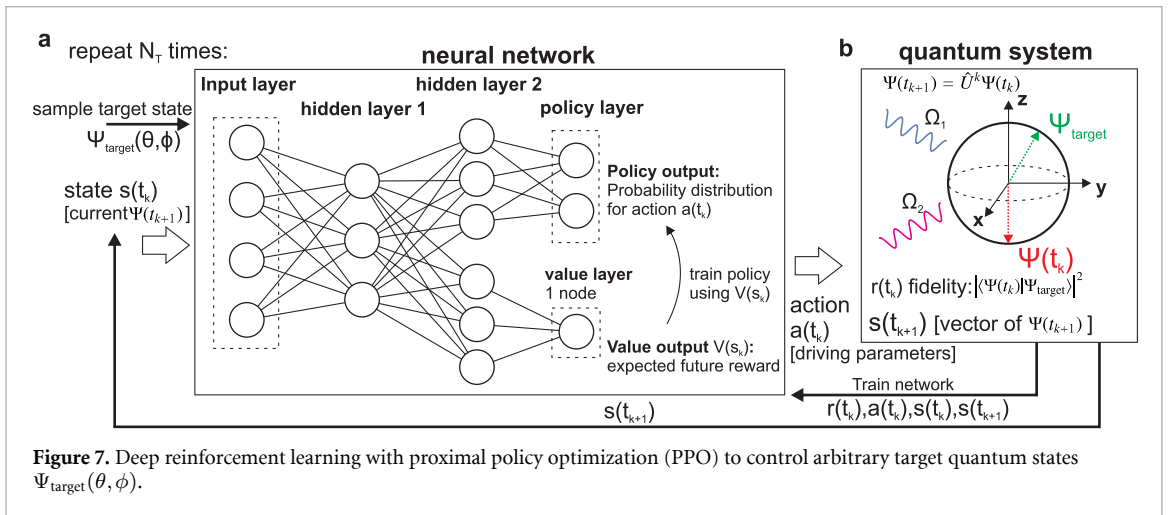 a
repeat N_T times:
neural network
Input layer
hidden layer 1
hidden layer 2
policy layer
sample target state
Ψ_target(θ,ϕ)
state s(t_k)
[current Ψ(t_{k+1})]
Policy output:
Probability distribution
for action a(t_k)
train policy
using V(s_k)
value layer
1 node
Value output V(s_k):
expected future reward
action
a(t_k)
[driving parameters]
b
quantum system
Ψ(t_{k+1}) = Û^k Ψ(t_k)
z
Ω_1
Ψ_target
y
Ω_2
x
Ψ(t_k)
r(t_k) fidelity: |⟨Ψ(t_k)|Ψ_target⟩|^2
s(t_{k+1}) [vector of Ψ(t_{k+1}) ]
Train network
r(t_k),a(t_k),s(t_k),s(t_{k+1})
s(t_{k+1})
Figure 7. Deep reinforcement learning with proximal policy optimization (PPO) to control arbitrary target quantum states
Ψ_target(θ, ϕ).